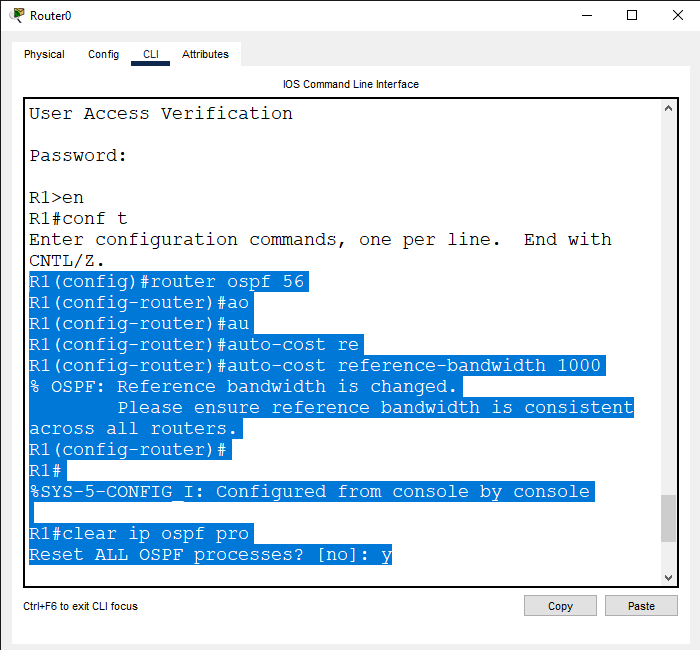 Router0
Physical Config CLI Attributes
IOS Command Line Interface
User Access Verification
Password:
R1>en
R1#conf t
Enter configuration commands, one per line.  End with
CNTL/Z.
R1(config)#router ospf 56
R1(config-router)#ao
R1(config-router)#au
R1(config-router)#auto-cost re
R1(config-router)#auto-cost reference-bandwidth 1000
% OSPF: Reference bandwidth is changed.
        Please ensure reference bandwidth is consistent
across all routers.
R1(config-router)#
R1#
%SYS-5-CONFIG_I: Configured from console by console
R1#clear ip ospf pro
Reset ALL OSPF processes? [no]: y
Ctrl+F6 to exit CLI focus
Copy Paste